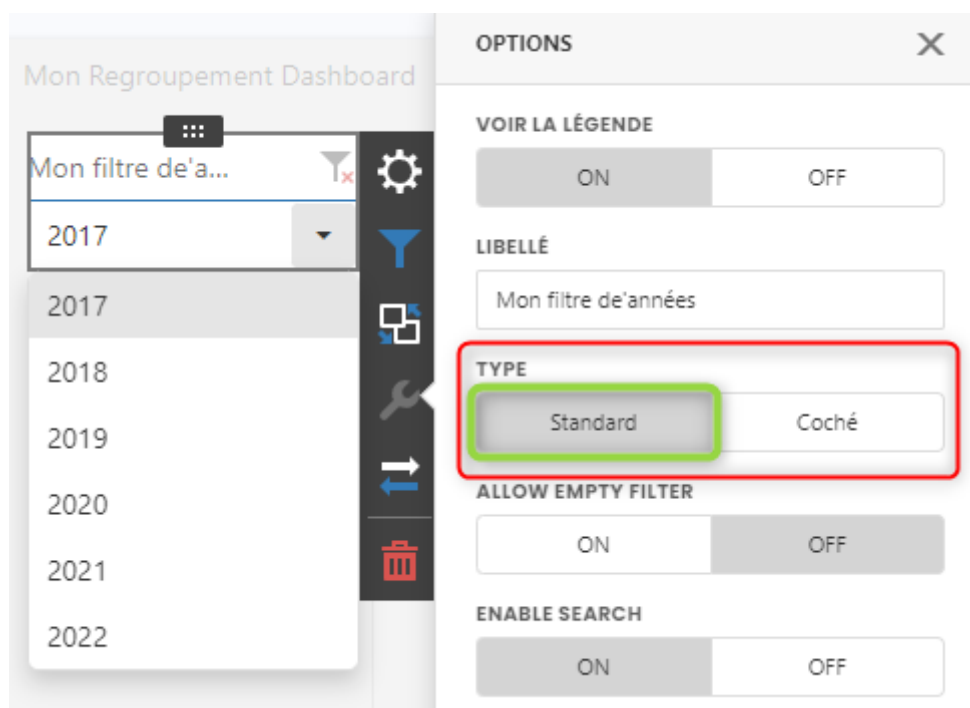 Mon Regroupement Dashboard
Mon filtre de'a...
2017
2017
2018
2019
2020
2021
2022
OPTIONS
VOIR LA LÉGENDE
ON OFF
LIBELLÉ
Mon filtre de'années
TYPE
Standard Coché
ALLOW EMPTY FILTER
ON OFF
ENABLE SEARCH
ON OFF